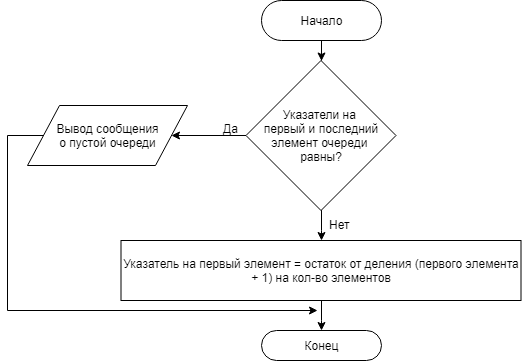 Начало
Указатели на
первый и последний
элемент очереди
равны?
Да
Вывод сообщения
о пустой очереди
Нет
Указатель на первый элемент = остаток от деления (первого элемента
+ 1) на кол-во элементов
Конец